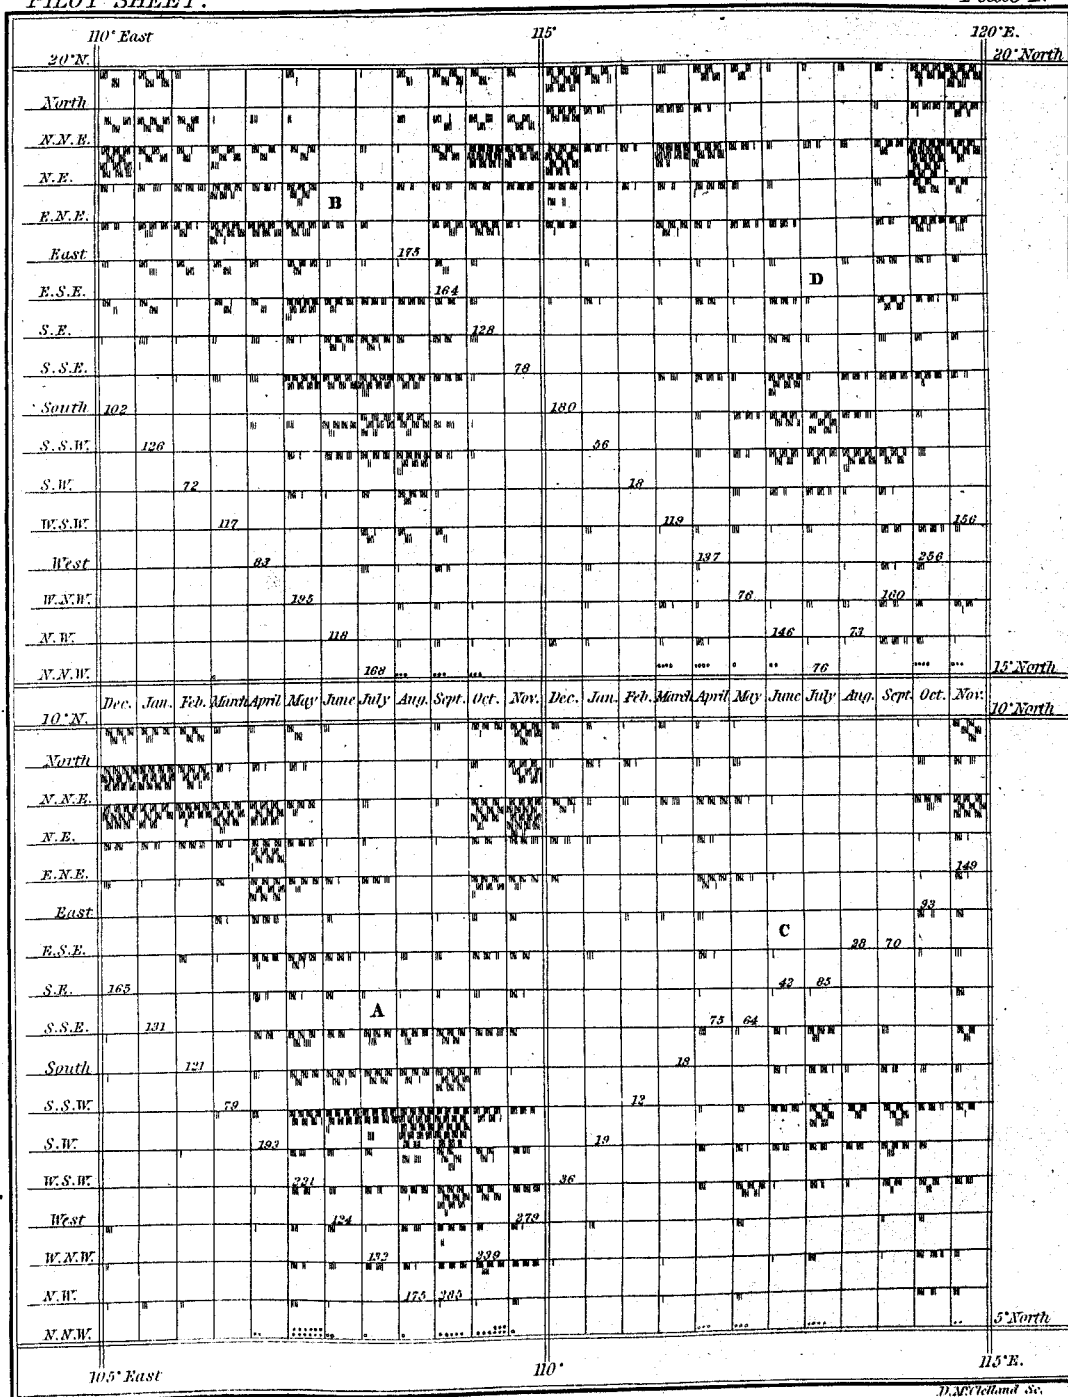 PILOT SHEET.
110° East 115° 120° E.
20° N. 20° North
North
N.N.E.
N.E.
E.N.E. B
East 175
E.S.E. 164 D
S.E. 128
S.S.E. 78
South 102 180
S.S.W. 126 56
S.W. 72 18
W.S.W. 117 119 156
West 83 137 256
W.N.W. 195 76 160
N.W. 118 146 73
N.N.W. 168 76 15° North
Dec. Jan. Feb. March April May June July Aug. Sept. Oct. Nov. Dec. Jan. Feb. March April May June July Aug. Sept. Oct. Nov.
10° N. 10° North
North
N.N.E.
N.E.
E.N.E. 149
East 93
E.S.E. C 28 70
S.E. 165 42 85
S.S.E. 131 A 75 64
South 121 18
S.S.W. 79 12
S.W. 193 19
W.S.W. 221 36
West 124 279
W.N.W. 132 239
N.W. 175 285
N.N.W. 5° North
105° East 110° 115° E.
D. McClelland Sc.